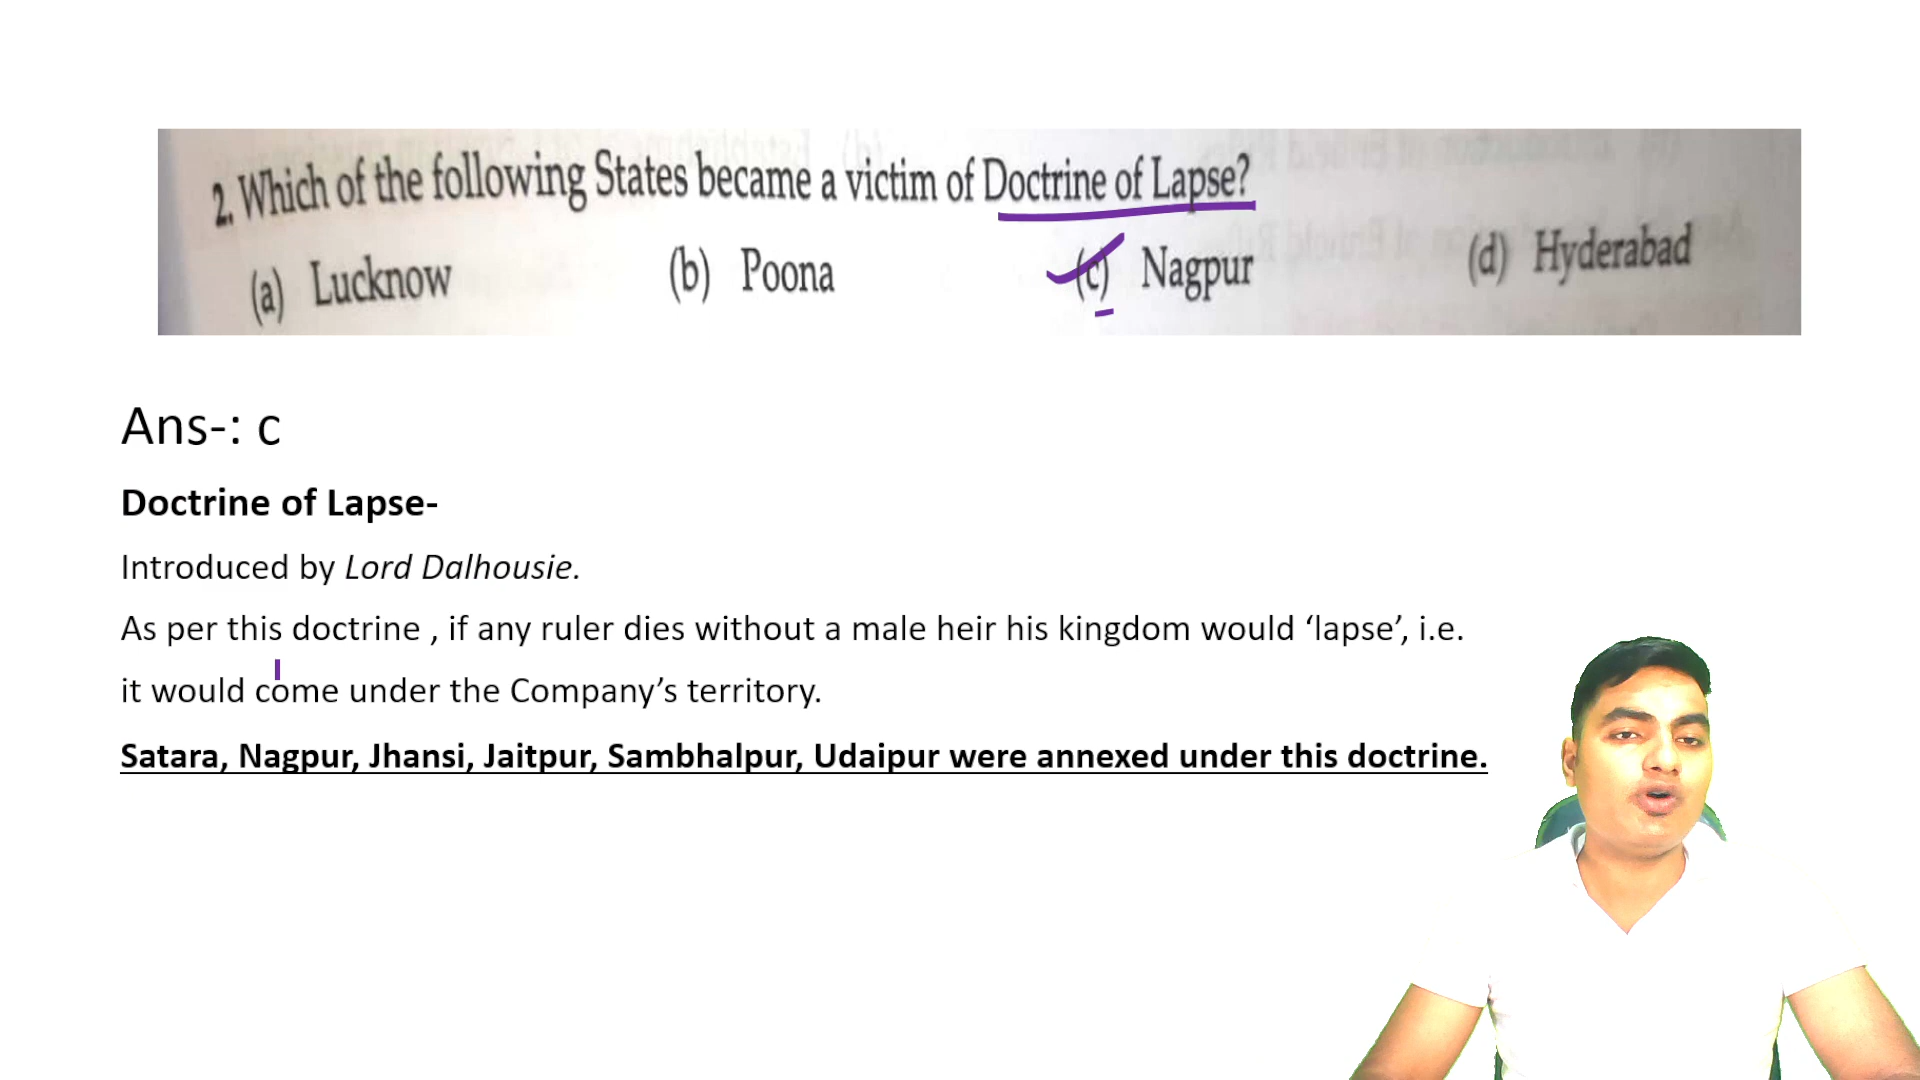 2. Which of the following States became a victim of Doctrine of Lapse?
(a) Lucknow (b) Poona (c) Nagpur (d) Hyderabad
Ans-: c
Doctrine of Lapse-
Introduced by Lord Dalhousie.
As per this doctrine , if any ruler dies without a male heir his kingdom would ‘lapse’, i.e.
it would come under the Company’s territory.
Satara, Nagpur, Jhansi, Jaitpur, Sambhalpur, Udaipur were annexed under this doctrine.